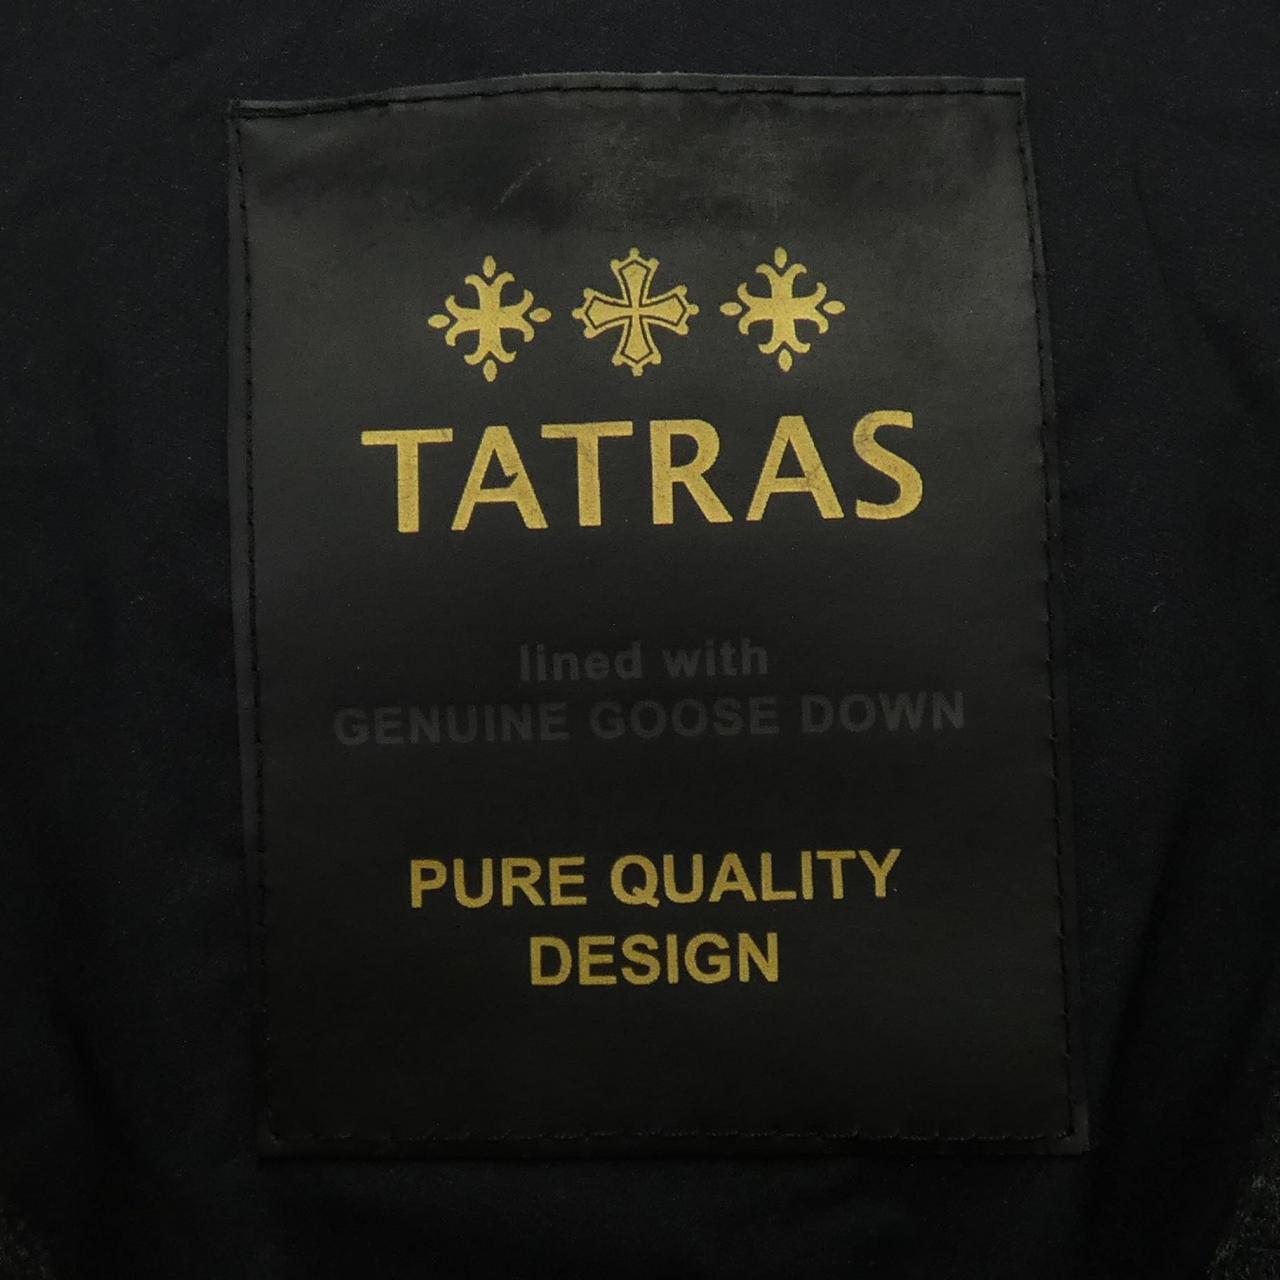 TATRAS
lined with
GENUINE GOOSE DOWN
PURE QUALITY
DESIGN